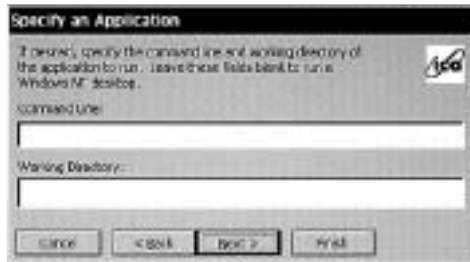 Specify an Application
If desired, specify the command line and working directory of
the application to run. Leave these fields blank to run a
Windows NT desktop.
ica
Command Line:
Working Directory:
Cancel
< Back
Next >
Finish